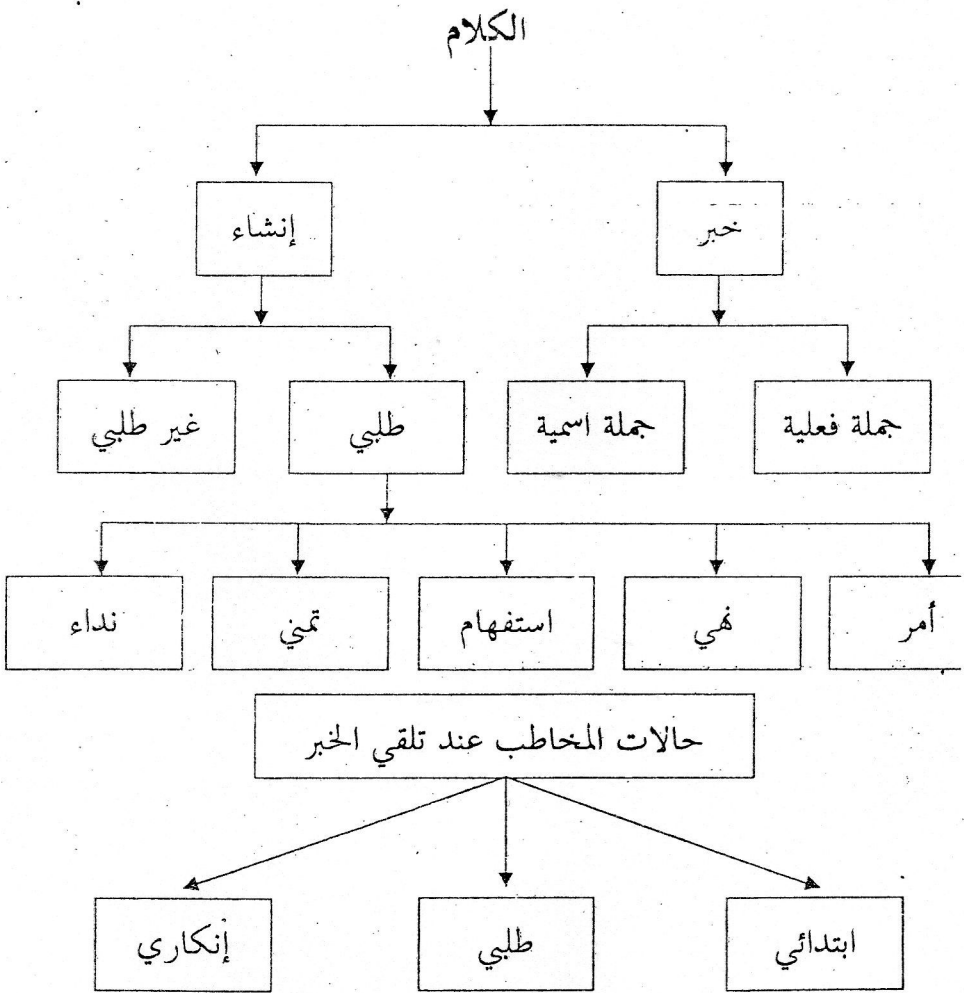 الكلام
خبر
إنشاء
جملة فعلية
جملة اسمية
طلبي
غير طلبي
أمر
نهي
استفهام
تمني
نداء
حالات المخاطب عند تلقي الخبر
ابتدائي
طلبي
إنكاري